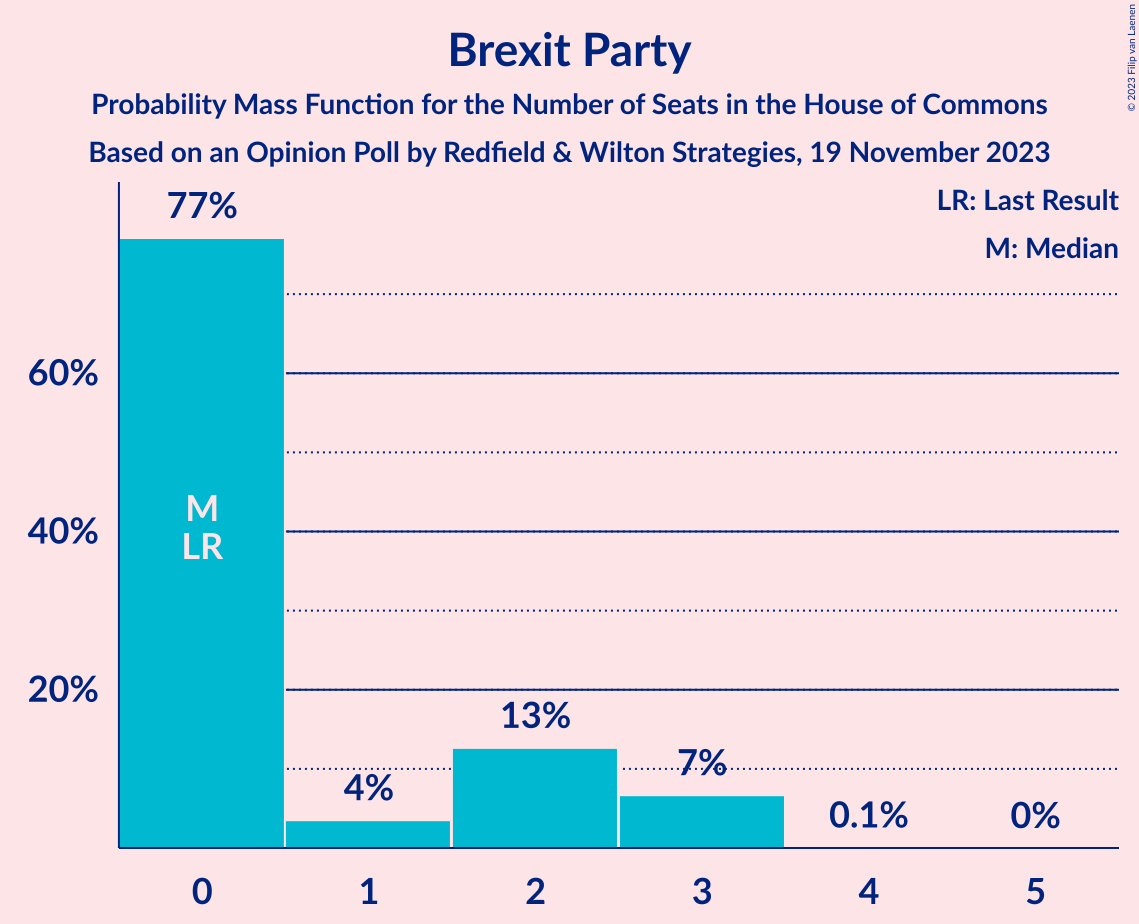 Brexit Party
Probability Mass Function for the Number of Seats in the House of Commons
Based on an Opinion Poll by Redfield & Wilton Strategies, 19 November 2023
© 2023 Filip van Laenen
LR: Last Result
M: Median
77%
60%
40%
20%
M
LR
4%
13%
7%
0.1%
0%
0 1 2 3 4 5